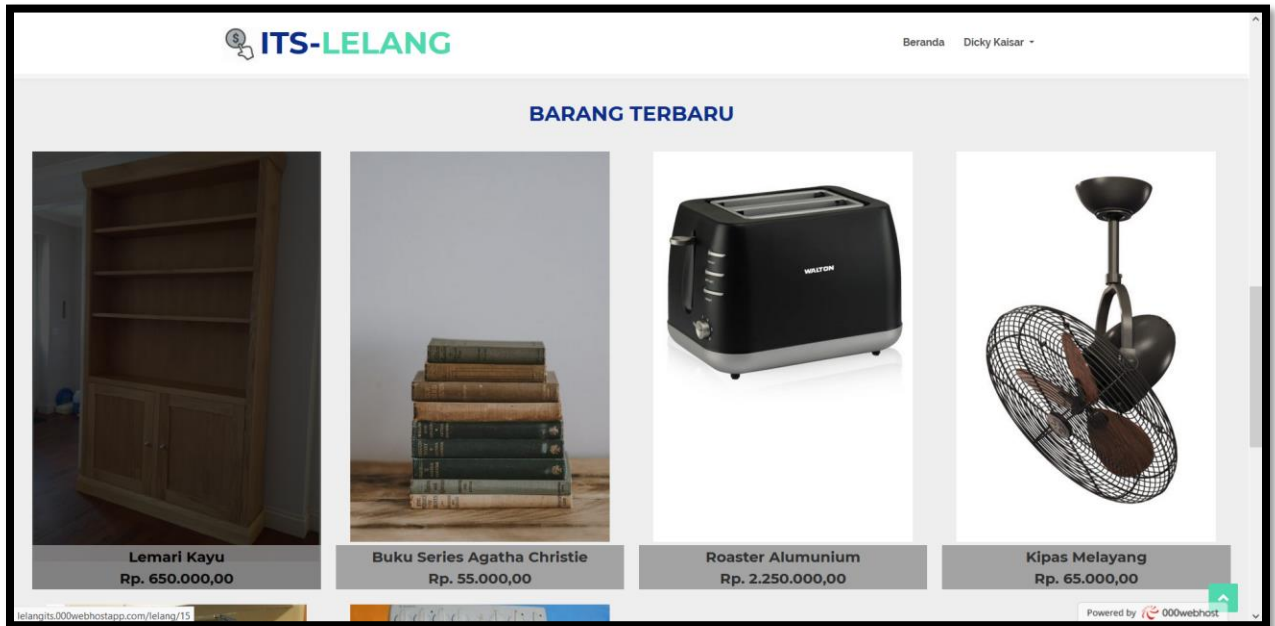 ITS-LELANG
Beranda Dicky Kaisar
BARANG TERBARU
WALTON
Lemari Kayu
Rp. 650.000,00
Buku Series Agatha Christie
Rp. 55.000,00
Roaster Alumunium
Rp. 2.250.000,00
Kipas Melayang
Rp. 65.000,00
lelangits.000webhostapp.com/lelang/15
Powered by 000webhost